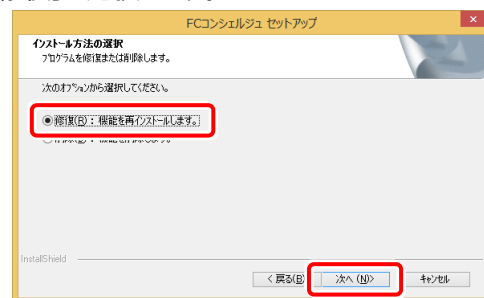 FCコンシェルジュ セットアップ
インストール方法の選択
プログラムを修復または削除します。
次のオプションから選択してください。
修復(R)： 機能を再インストールします。
InstallShield
< 戻る(B)
次へ (N)>
キャンセル